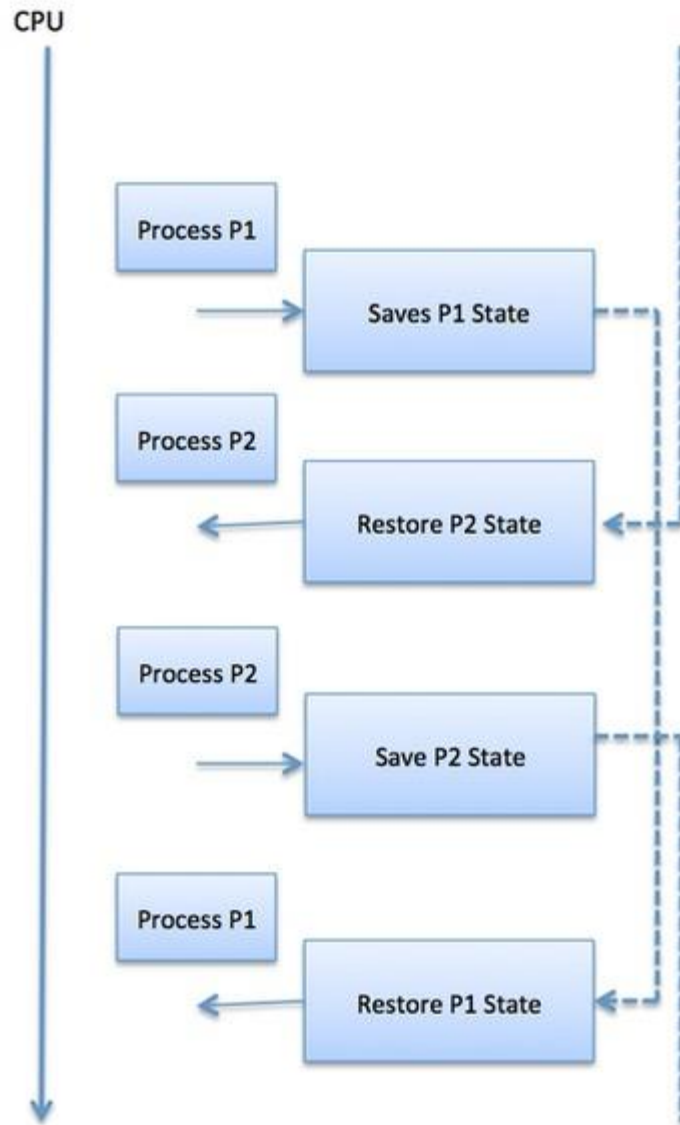 CPU
Process P1
Saves P1 State
Process P2
Restore P2 State
Process P2
Save P2 State
Process P1
Restore P1 State